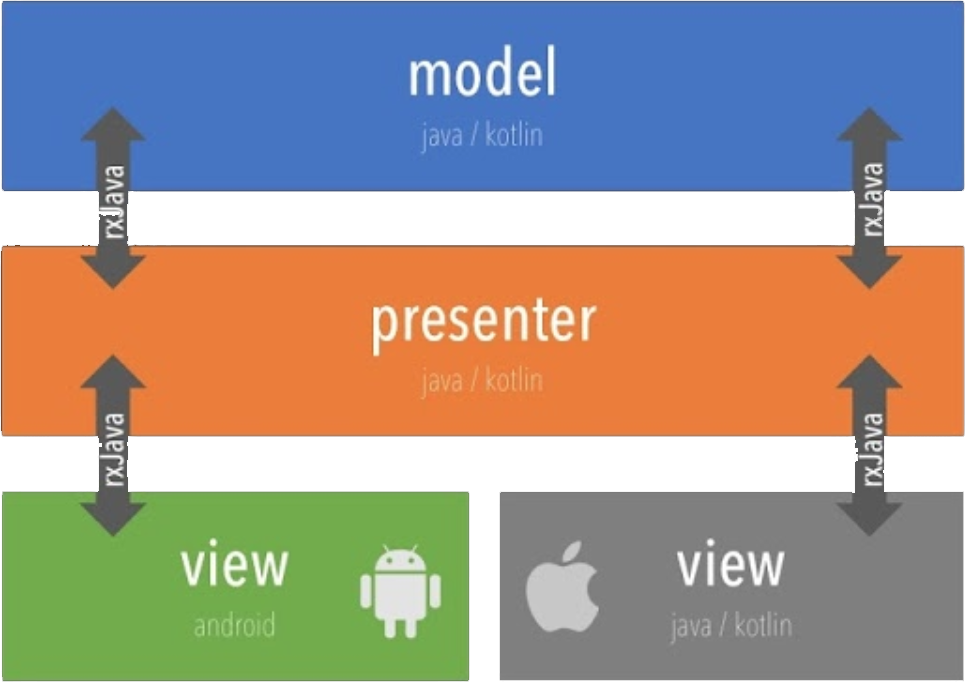 model
java / kotlin
rxJava
rxJava
presenter
java / kotlin
rxJava
rxJava
view
android
view
java / kotlin